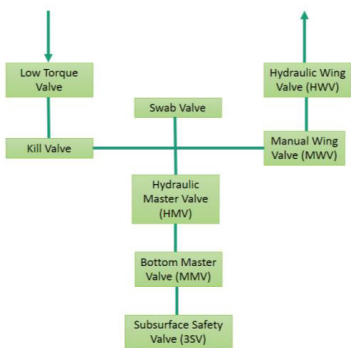 Low Torque
Valve
Hydraulic Wing
Valve (HWV)
Swab Valve
Kill Valve
Manual Wing
Valve (MWV)
Hydraulic
Master Valve
(HMV)
Bottom Master
Valve (MMV)
Subsurface Safety
Valve (3SV)